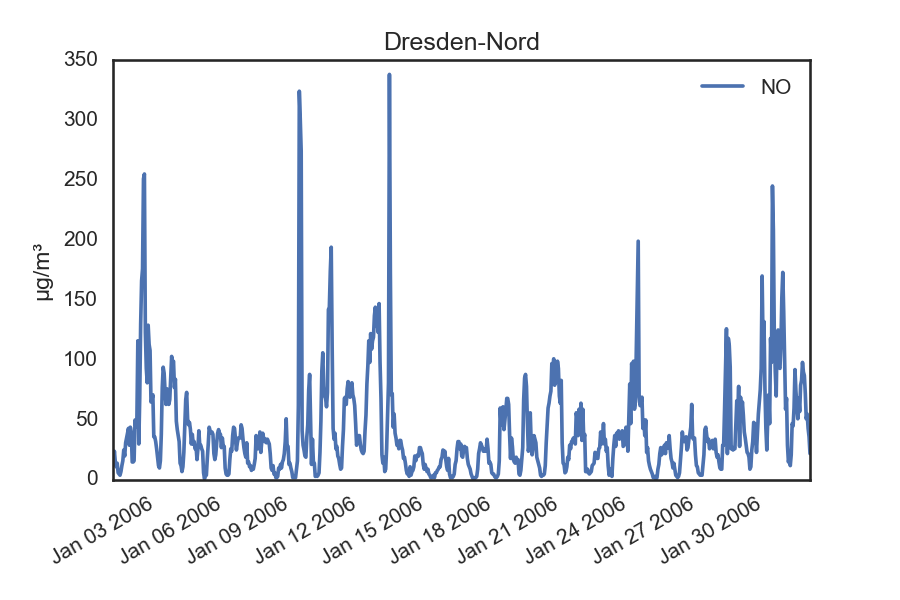 Dresden-Nord
NO
µg/m³
350
300
250
200
150
100
50
0
Jan 03 2006
Jan 06 2006
Jan 09 2006
Jan 12 2006
Jan 15 2006
Jan 18 2006
Jan 21 2006
Jan 24 2006
Jan 27 2006
Jan 30 2006